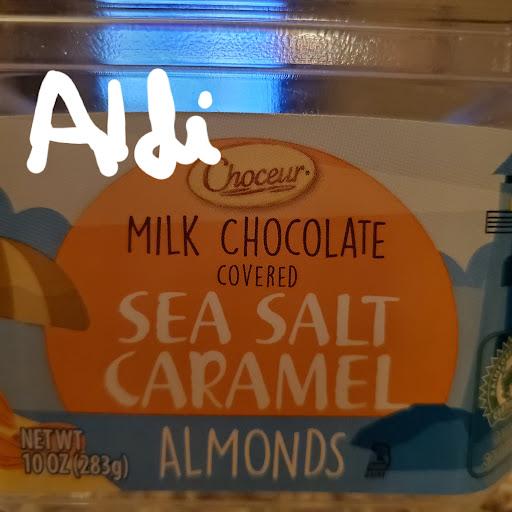 Aldi
Choceur
MILK CHOCOLATE
COVERED
SEA SALT
CARAMEL
ALMONDS
NET WT
10 OZ (283g)